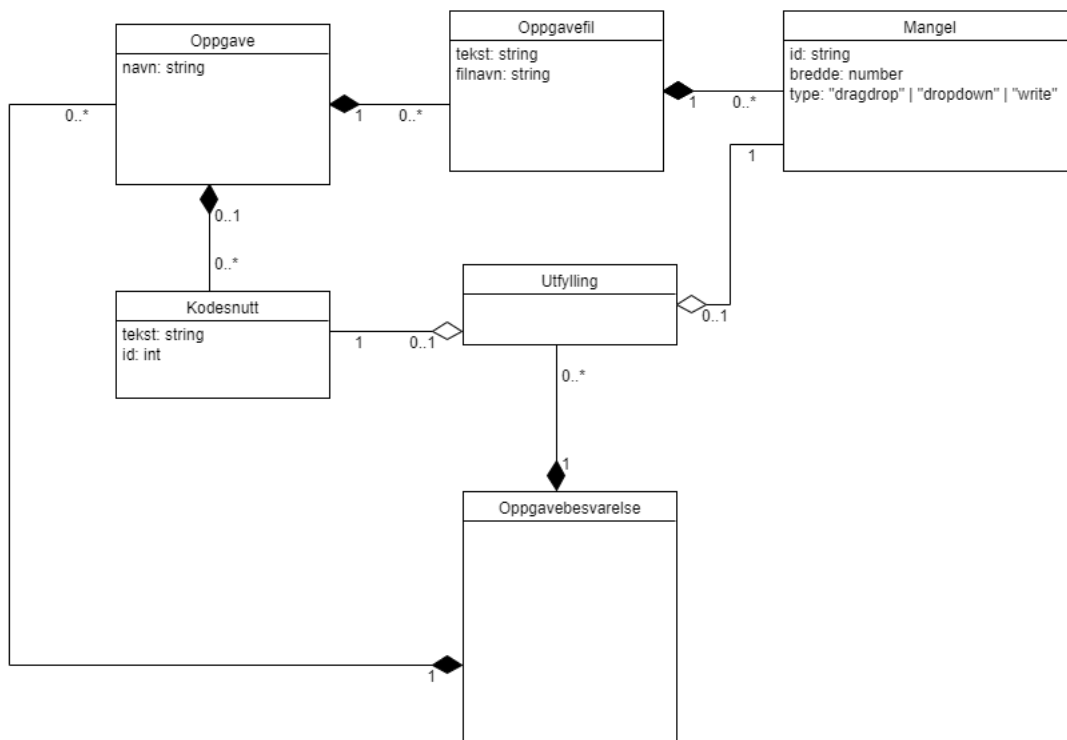 Oppgave
navn: string
Oppgavefil
tekst: string
filnavn: string
Mangel
id: string
bredde: number
type: "dragdrop" | "dropdown" | "write"
0..*
1
0..*
1
0..*
1
0..1
0..*
Kodesnutt
tekst: string
id: int
1
0..1
Utfylling
0..1
0..*
1
Oppgavebesvarelse
1